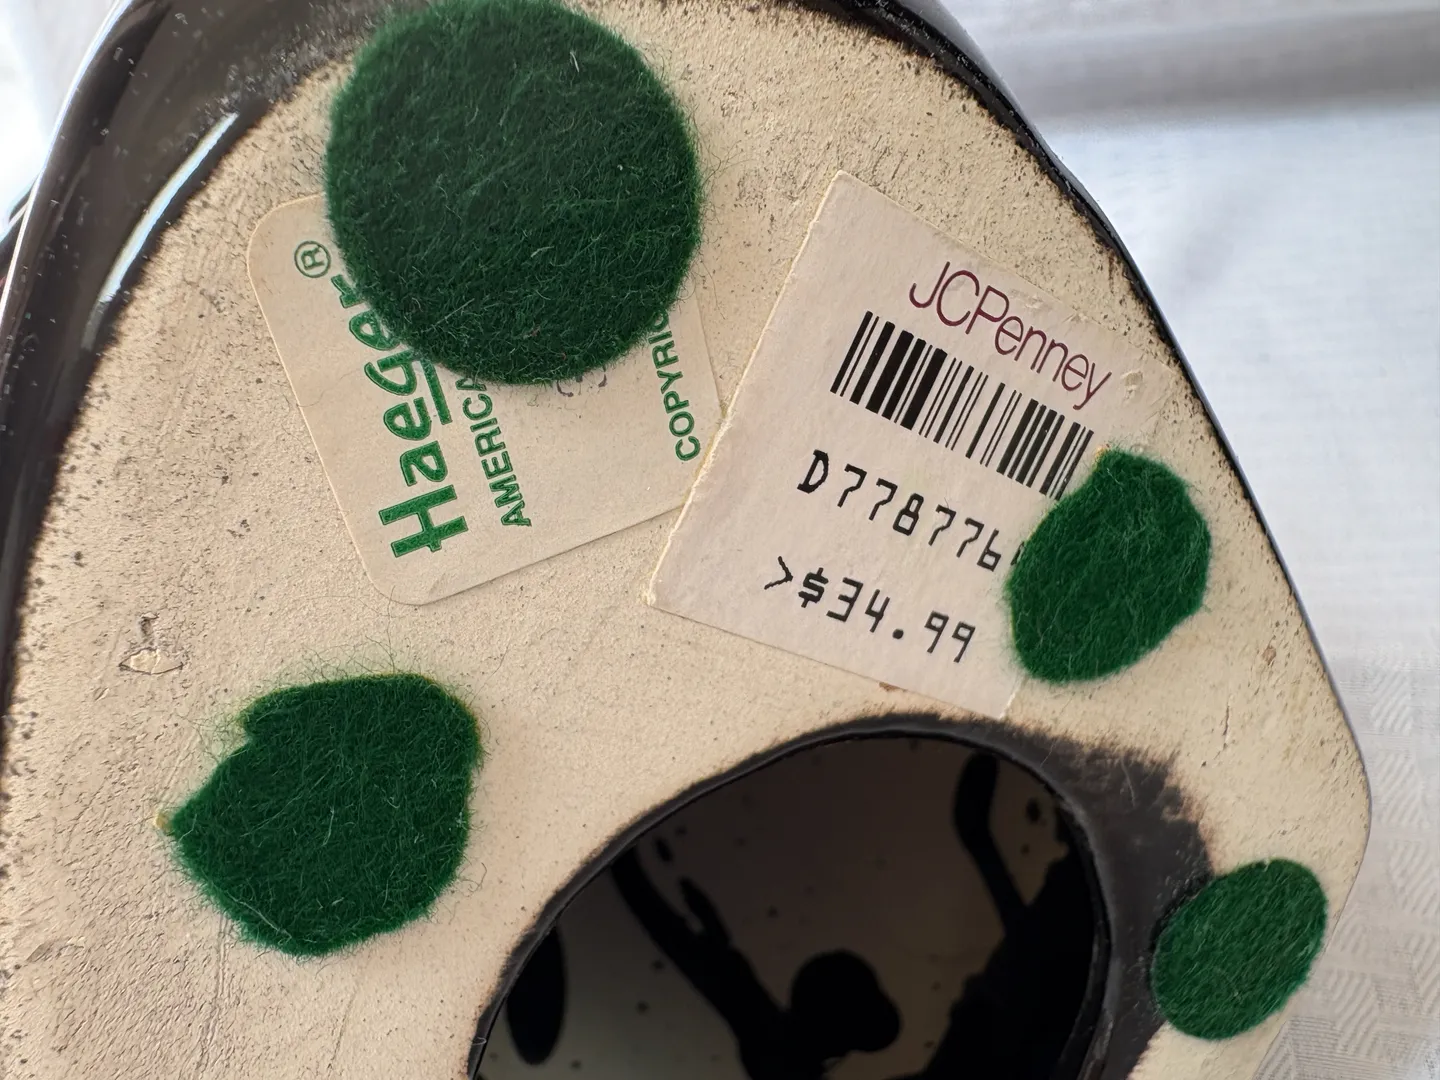 Haeger®
AMERICA
COPYRIG
JCPenney
D778776
>$34.99